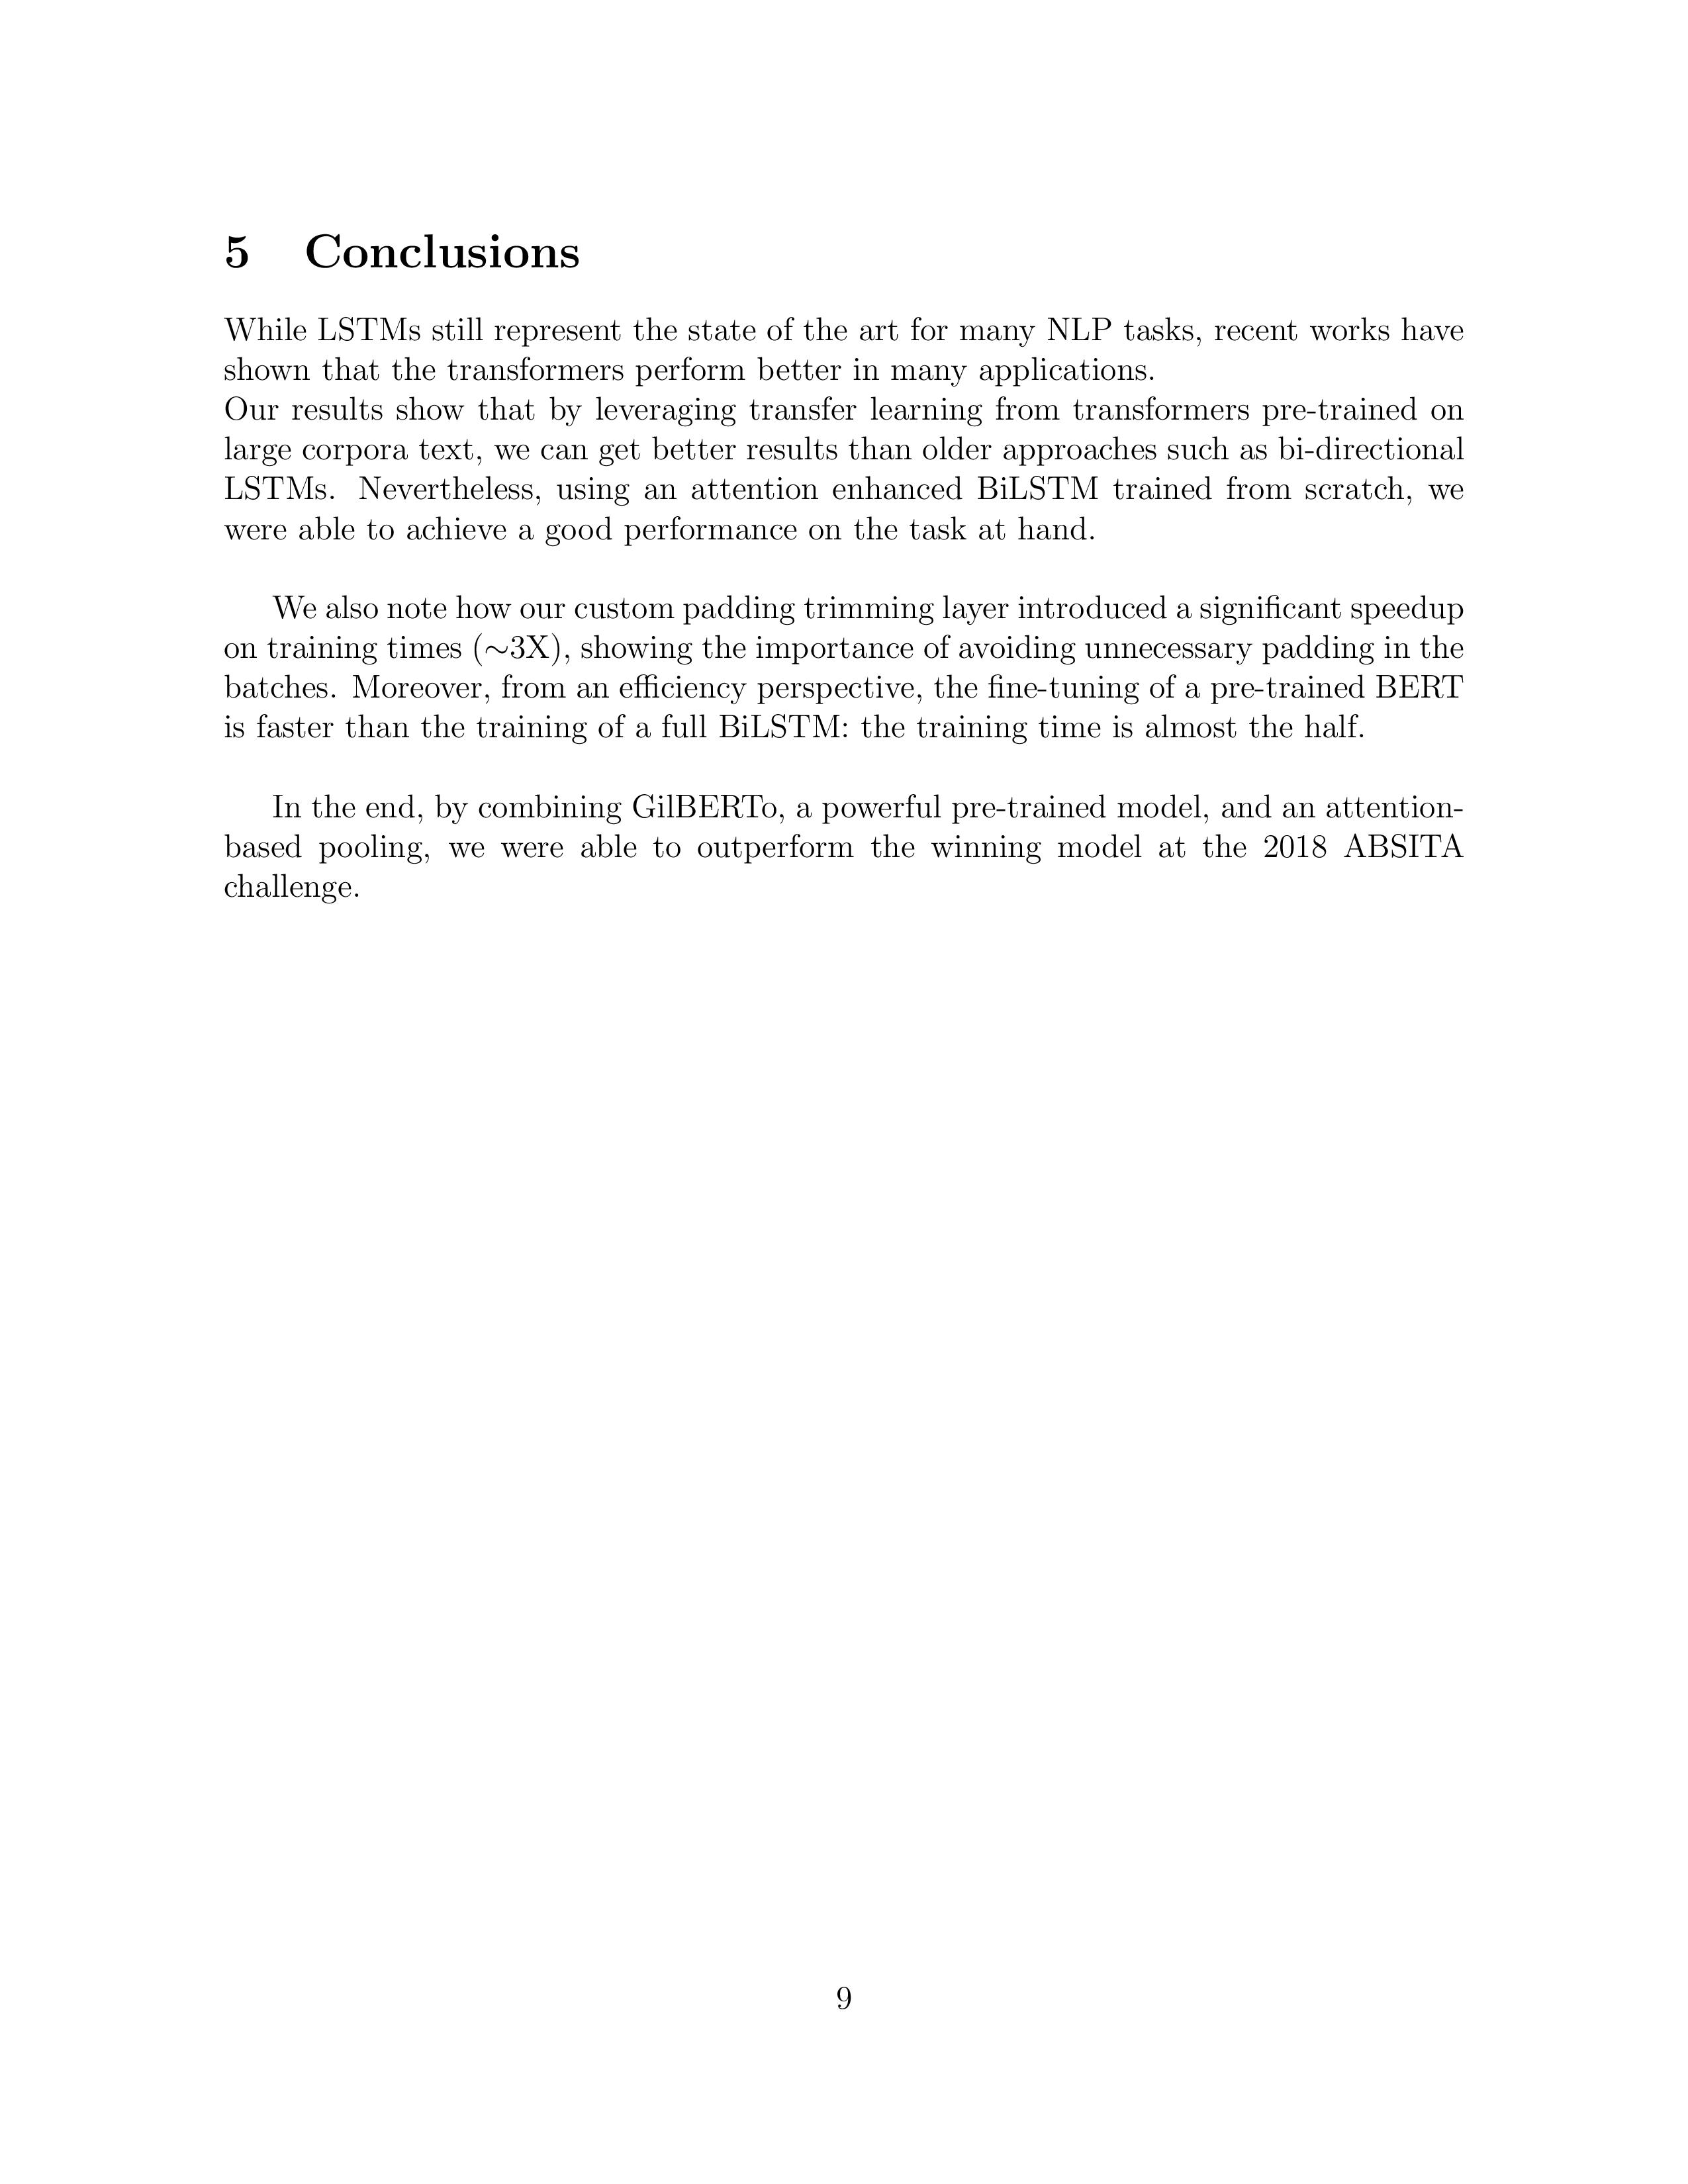 5 Conclusions
While LSTMs still represent the state of the art for many NLP tasks, recent works have
shown that the transformers perform better in many applications.
Our results show that by leveraging transfer learning from transformers pre-trained on
large corpora text, we can get better results than older approaches such as bi-directional
LSTMs. Nevertheless, using an attention enhanced BiLSTM trained from scratch, we
were able to achieve a good performance on the task at hand.
We also note how our custom padding trimming layer introduced a significant speedup
on training times (∼3X), showing the importance of avoiding unnecessary padding in the
batches. Moreover, from an efficiency perspective, the fine-tuning of a pre-trained BERT
is faster than the training of a full BiLSTM: the training time is almost the half.
In the end, by combining GilBERTo, a powerful pre-trained model, and an attention-
based pooling, we were able to outperform the winning model at the 2018 ABSITA
challenge.
9